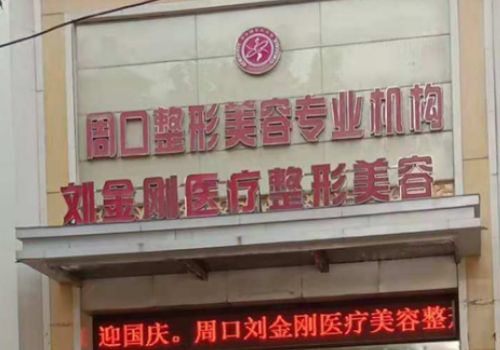 周口整形美容专业机构
刘金刚医疗整形美容
迎国庆。周口刘金刚医疗美容整形